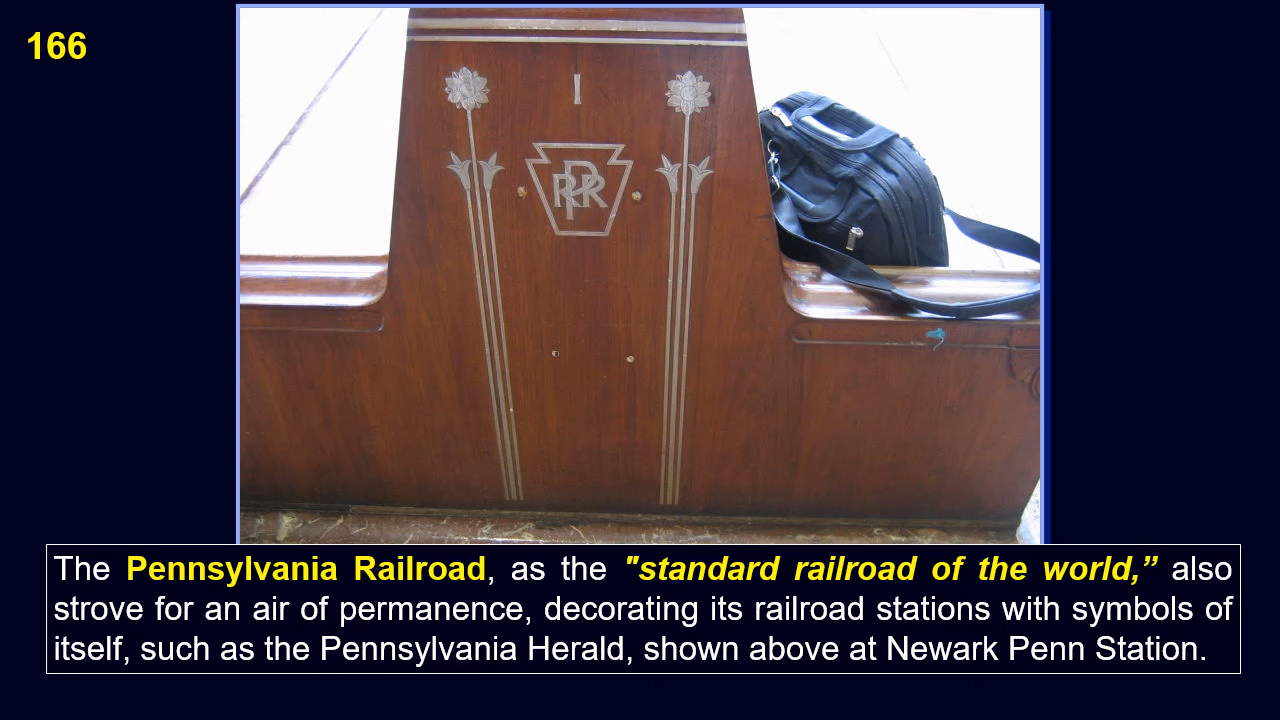 166
I
PRR
The Pennsylvania Railroad, as the "standard railroad of the world,” also
strove for an air of permanence, decorating its railroad stations with symbols of
itself, such as the Pennsylvania Herald, shown above at Newark Penn Station.